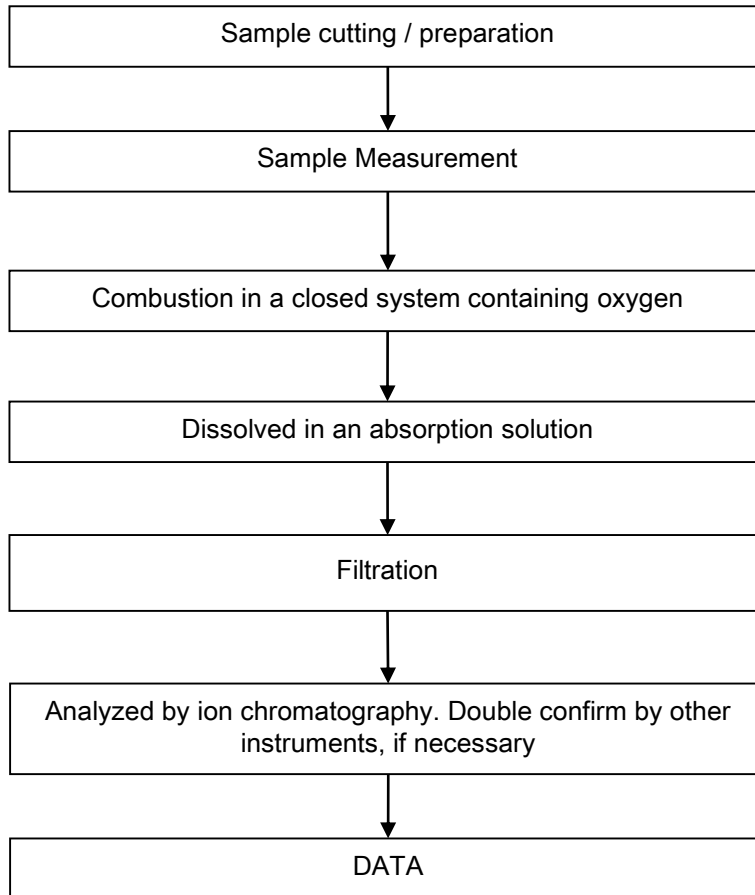 Sample cutting / preparation
Sample Measurement
Combustion in a closed system containing oxygen
Dissolved in an absorption solution
Filtration
Analyzed by ion chromatography. Double confirm by other
instruments, if necessary
DATA